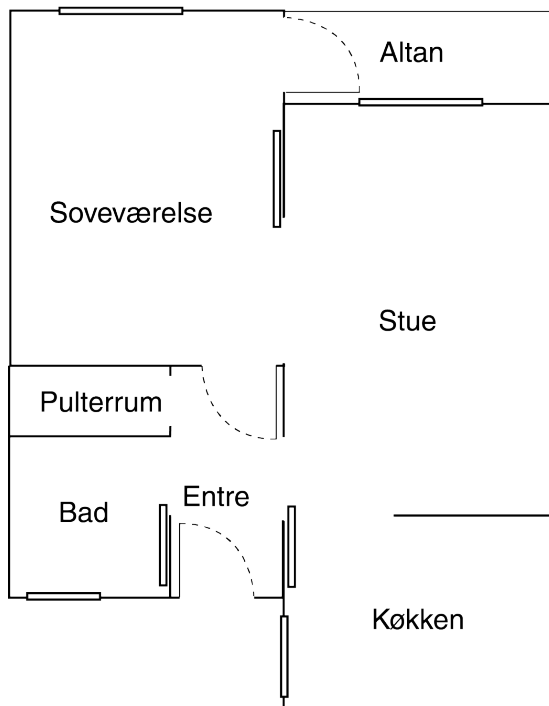 Altan
Soveværelse
Stue
Pulterrum
Entre
Bad
Køkken